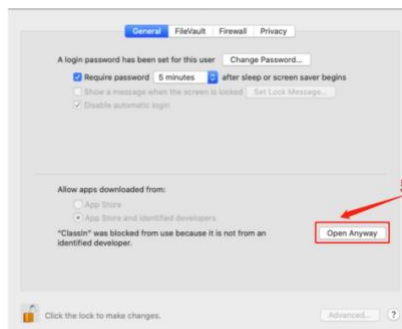 General FileVault Firewall Privacy
A login password has been set for this user Change Password...
Require password 5 minutes after sleep or screen saver begins
Show a message when the screen is locked Set Lock Message...
Disable automatic login
Allow apps downloaded from:
App Store
App Store and identified developers
"ClassIn" was blocked from use because it is not from an Open Anyway
identified developer.
Click the lock to make changes. Advanced... ?